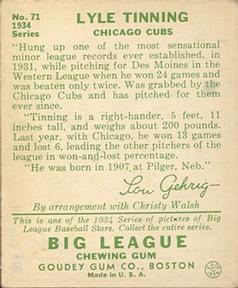 No. 71
1934
Series
LYLE TINNING
CHICAGO CUBS
"Hung up one of the most sensational
minor league records ever established, in
1931, while pitching for Des Moines in the
Western League when he won 24 games and
was beaten only twice. Was grabbed by the
Chicago Cubs and has pitched for them
ever since.
"Tinning is a right-hander, 5 feet, 11
inches tall, and weighs about 200 pounds.
Last year, with Chicago, he won 13 games
and lost 6, leading the other pitchers of the
league in won-and-lost percentage.
"He was born in 1907, at Pilger, Neb."
Lou Gehrig
By arrangement with Christy Walsh
This is one of the 1934 Series of pictures of Big
League Baseball Stars. Collect the entire series.
BIG LEAGUE
CHEWING GUM
GOUDEY GUM CO., BOSTON
Made in U. S. A.